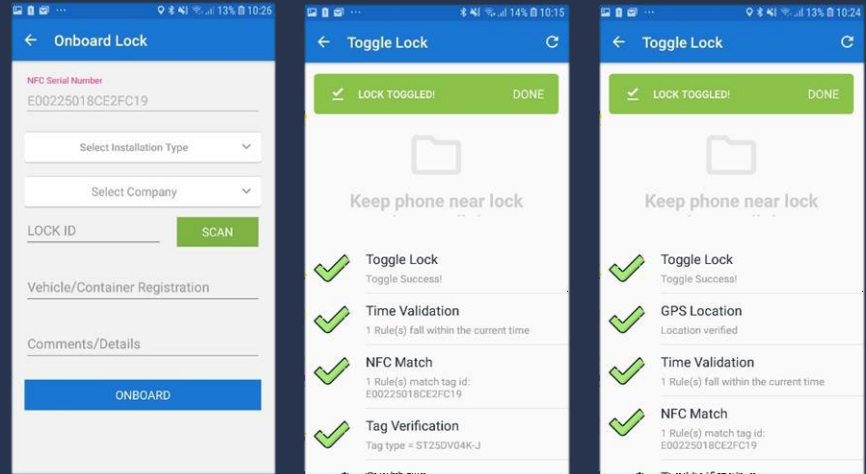 13% 10:26
Onboard Lock
NFC Serial Number
E00225018CE2FC19
Select Installation Type
Select Company
LOCK ID
SCAN
Vehicle/Container Registration
Comments/Details
ONBOARD
14% 10:15
Toggle Lock
LOCK TOGGLED!
DONE
Keep phone near lock
Toggle Lock
Toggle Success!
Time Validation
1 Rule(s) fall within the current time
NFC Match
1 Rule(s) match tag id:
E00225018CE2FC19
Tag Verification
Tag type = ST25DV04K-J
13% 10:24
Toggle Lock
LOCK TOGGLED!
DONE
Keep phone near lock
Toggle Lock
Toggle Success!
GPS Location
Location verified
Time Validation
1 Rule(s) fall within the current time
NFC Match
1 Rule(s) match tag id:
E00225018CE2FC19